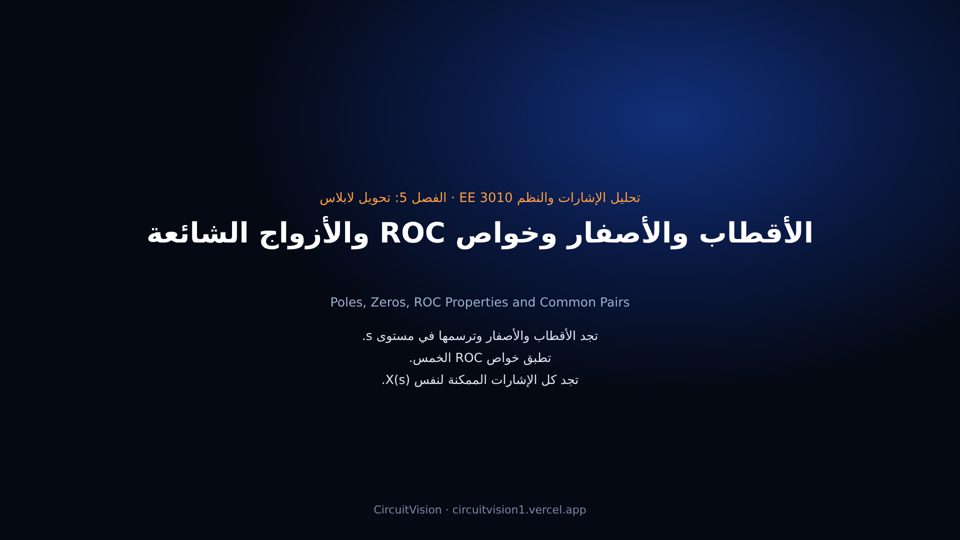 تحليل الإشارات والنظم EE 3010 · الفصل 5: تحويل لابلاس
الأقطاب والأصفار وخواص ROC والأزواج الشائعة
Poles, Zeros, ROC Properties and Common Pairs
تجد الأقطاب والأصفار وترسمها في مستوى s.
تطبق خواص ROC الخمس.
تجد كل الإشارات الممكنة لنفس X(s).
CircuitVision · circuitvision1.vercel.app